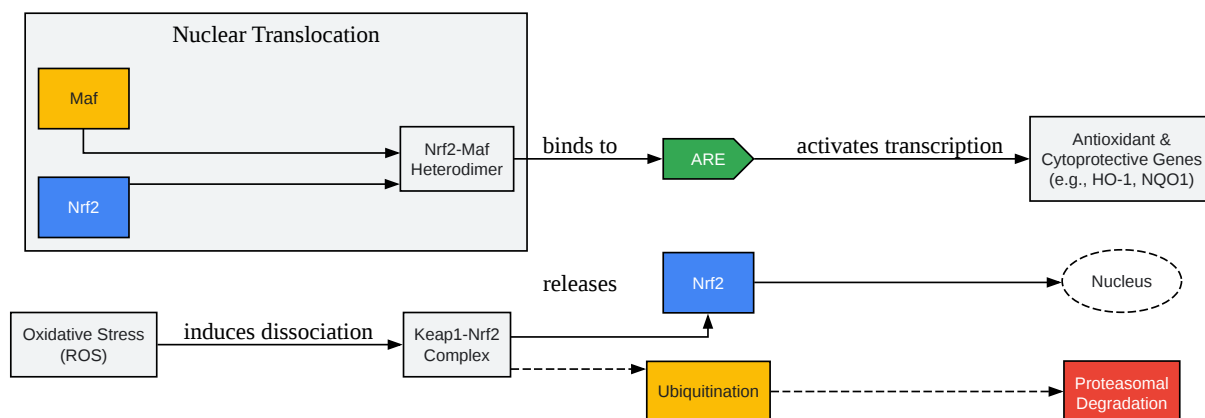 Nuclear Translocation
Maf
Nrf2
Nrf2-Maf
Heterodimer
binds to
ARE
activates transcription
Antioxidant &
Cytoprotective Genes
(e.g., HO-1, NQO1)
releases
Nrf2
Nucleus
Oxidative Stress
(ROS)
induces dissociation
Keap1-Nrf2
Complex
Ubiquitination
Proteasomal
Degradation